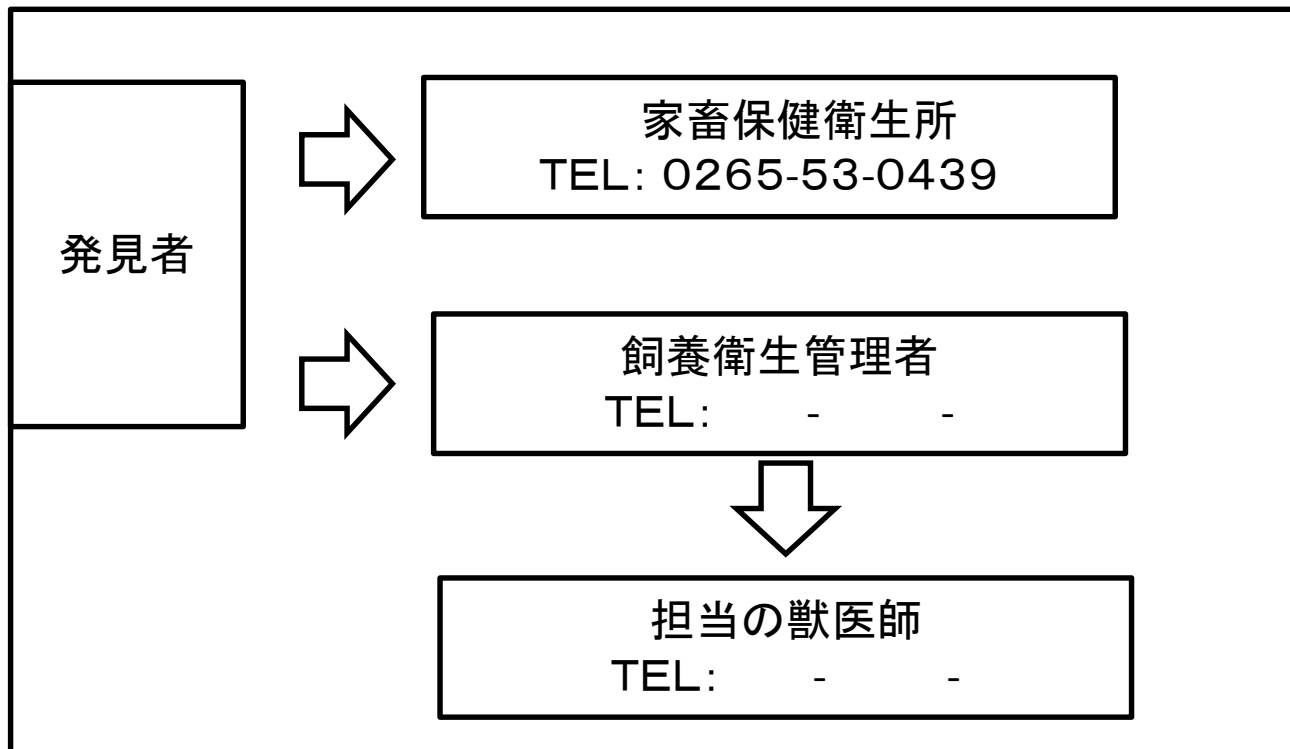 発見者
家畜保健衛生所
TEL: 0265-53-0439
飼養衛生管理者
TEL:　　-　　　-
担当の獣医師
TEL:　　-　　　-